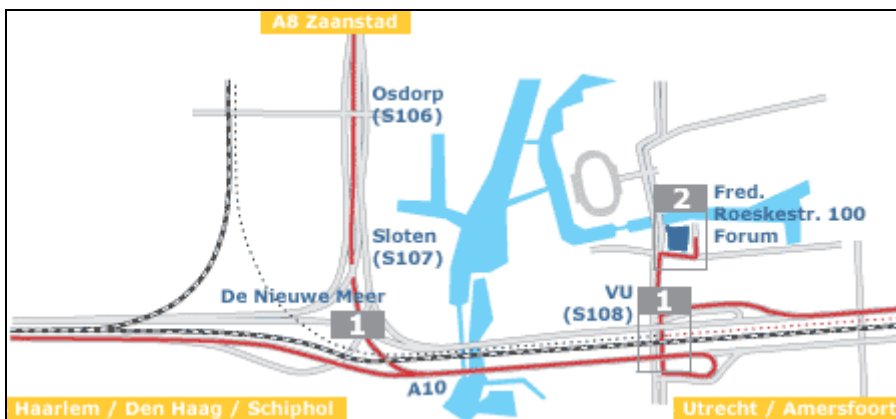 A8 Zaanstad
Osdorp
(S106)
2
Fred.
Roeskestr. 100
Forum
Sloten
(S107)
De Nieuwe Meer
1
VU
(S108)
1
A10
Haarlem / Den Haag / Schiphol
Utrecht / Amersfoort